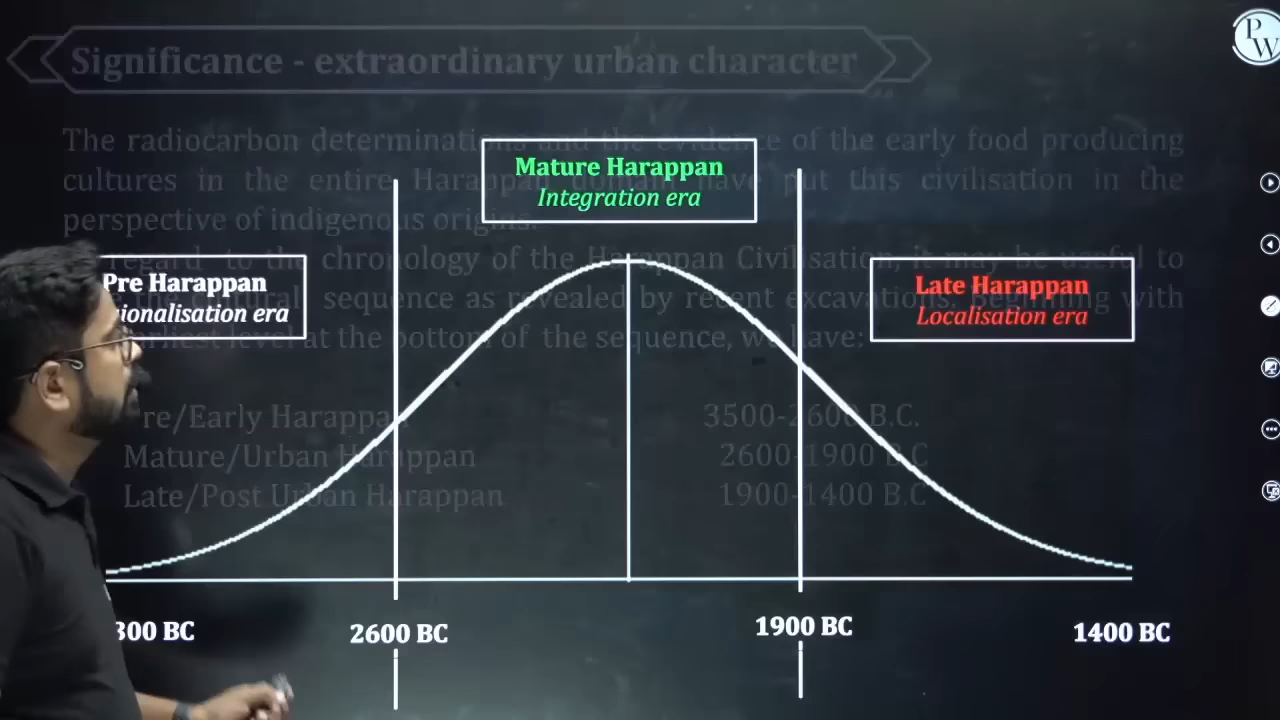 PW
Significance - extraordinary urban character
The radiocarbon determinations and the evidence of the early food producing
cultures in the entire Harappan have put this civilisation in the
perspective of indigenous origins.
regard to the chronology of the Harappan Civilisation, it may be useful to
sequence as revealed by recent excavations. Beginning with
earliest level at the bottom of the sequence, we have:
Pre/Early Harappan 3500-2600 B.C.
Mature/Urban Harappan 2600-1900 B.C
Late/Post Urban Harappan 1900-1400 B.C
Mature Harappan
Integration era
Pre Harappan
gionalisation era
Late Harappan
Localisation era
300 BC
2600 BC
1900 BC
1400 BC